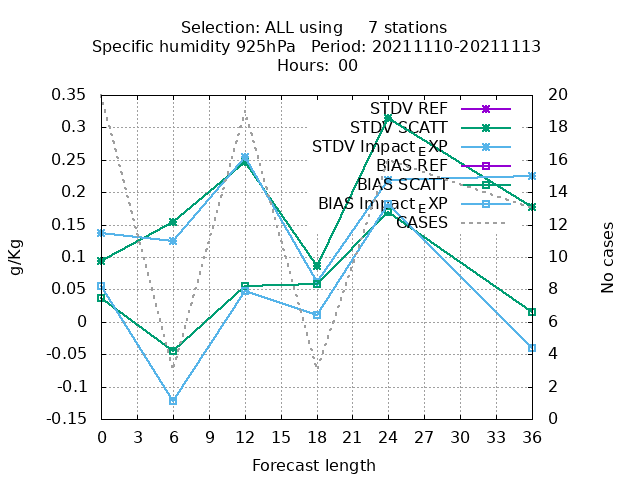 Selection: ALL using 7 stations
Specific humidity 925hPa Period: 20211110-20211113
Hours: 00
0.35
0.3
0.25
0.2
0.15
0.1
0.05
0
-0.05
-0.1
-0.15
g/Kg
STDV REF
STDV SCATT
STDV Impact_EXP
BIAS REF
BIAS SCATT
BIAS Impact_EXP
CASES
20
18
16
14
12
10
8
6
4
2
0
No cases
0 3 6 9 12 15 18 21 24 27 30 33 36
Forecast length